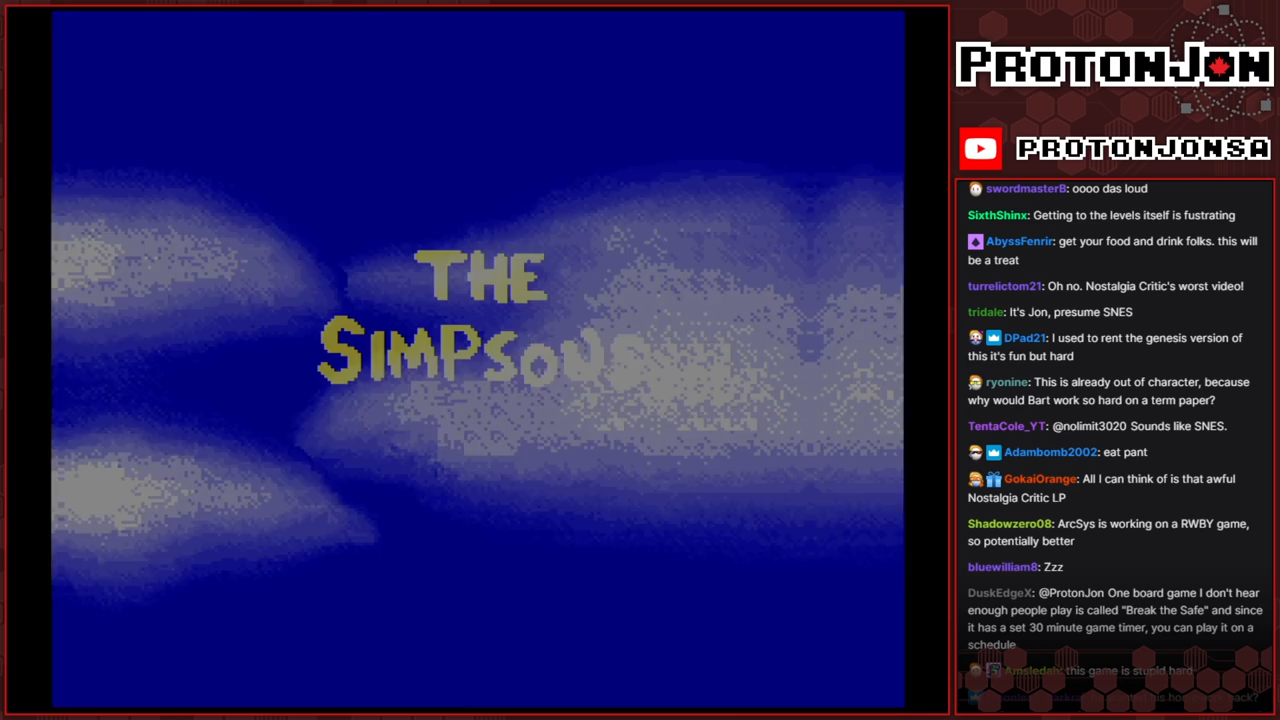 THE
SIMPSONS
PROTONJON
PROTONJONSA
swordmasterB: oooo das loud
SixthShinx: Getting to the levels itself is fustrating
AbyssFenrir: get your food and drink folks. this will
be a treat
turrelictom21: Oh no. Nostalgia Critic's worst video!
tridale: It's Jon, presume SNES
DPad21: I used to rent the genesis version of
this it's fun but hard
ryonine: This is already out of character, because
why would Bart work so hard on a term paper?
TentaCole_YT: @nolimit3020 Sounds like SNES.
Adambomb2002: eat pant
GokaiOrange: All I can think of is that awful
Nostalgia Critic LP
Shadowzero08: ArcSys is working on a RWBY game,
so potentially better
bluewilliam8: Zzz
DuskEdgeX: @ProtonJon One board game I don't hear
enough people play is called "Break the Safe" and since
it has a set 30 minute game timer, you can play it on a
schedule
Amsledah: this game is stupid hard
his homework back?